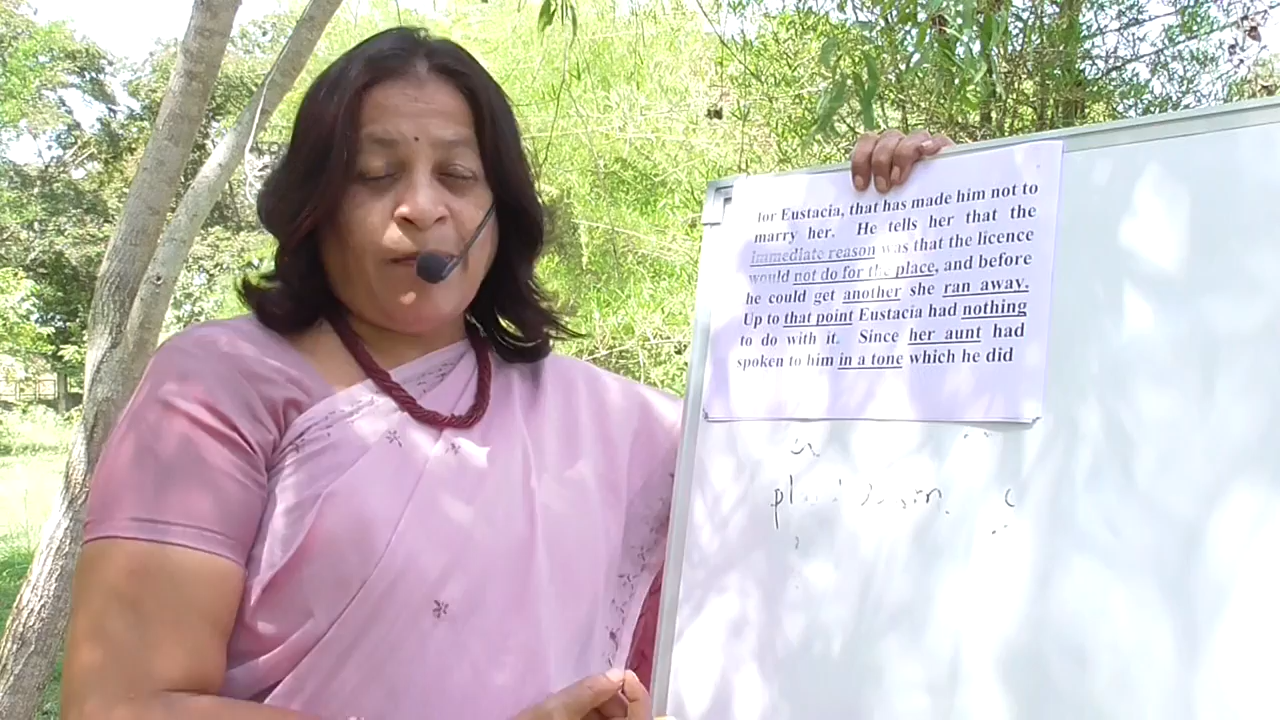 for Eustacia, that has made him not to
marry her. He tells her that the
immediate reason was that the licence
would not do for the place, and before
he could get another she ran away.
Up to that point Eustacia had nothing
to do with it. Since her aunt had
spoken to him in a tone which he did